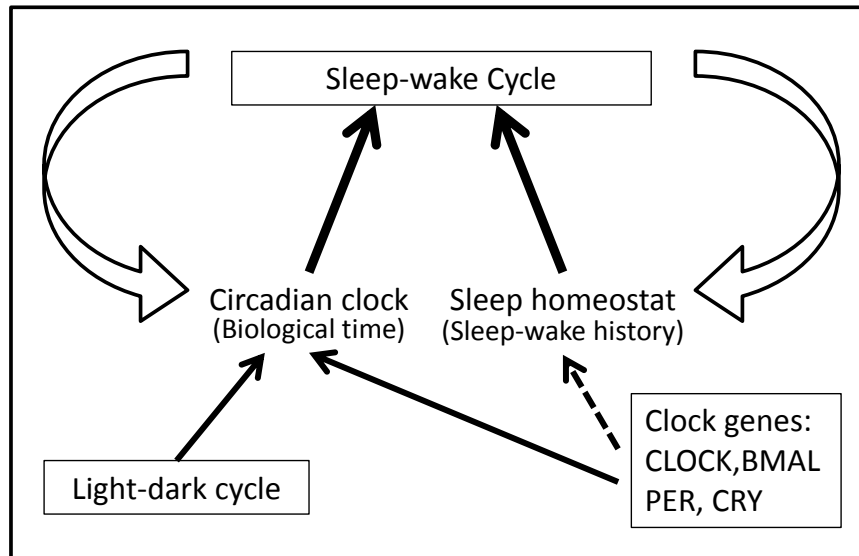 Sleep-wake Cycle
Circadian clock
(Biological time)
Sleep homeostat
(Sleep-wake history)
Light-dark cycle
Clock genes:
CLOCK,BMAL
PER, CRY